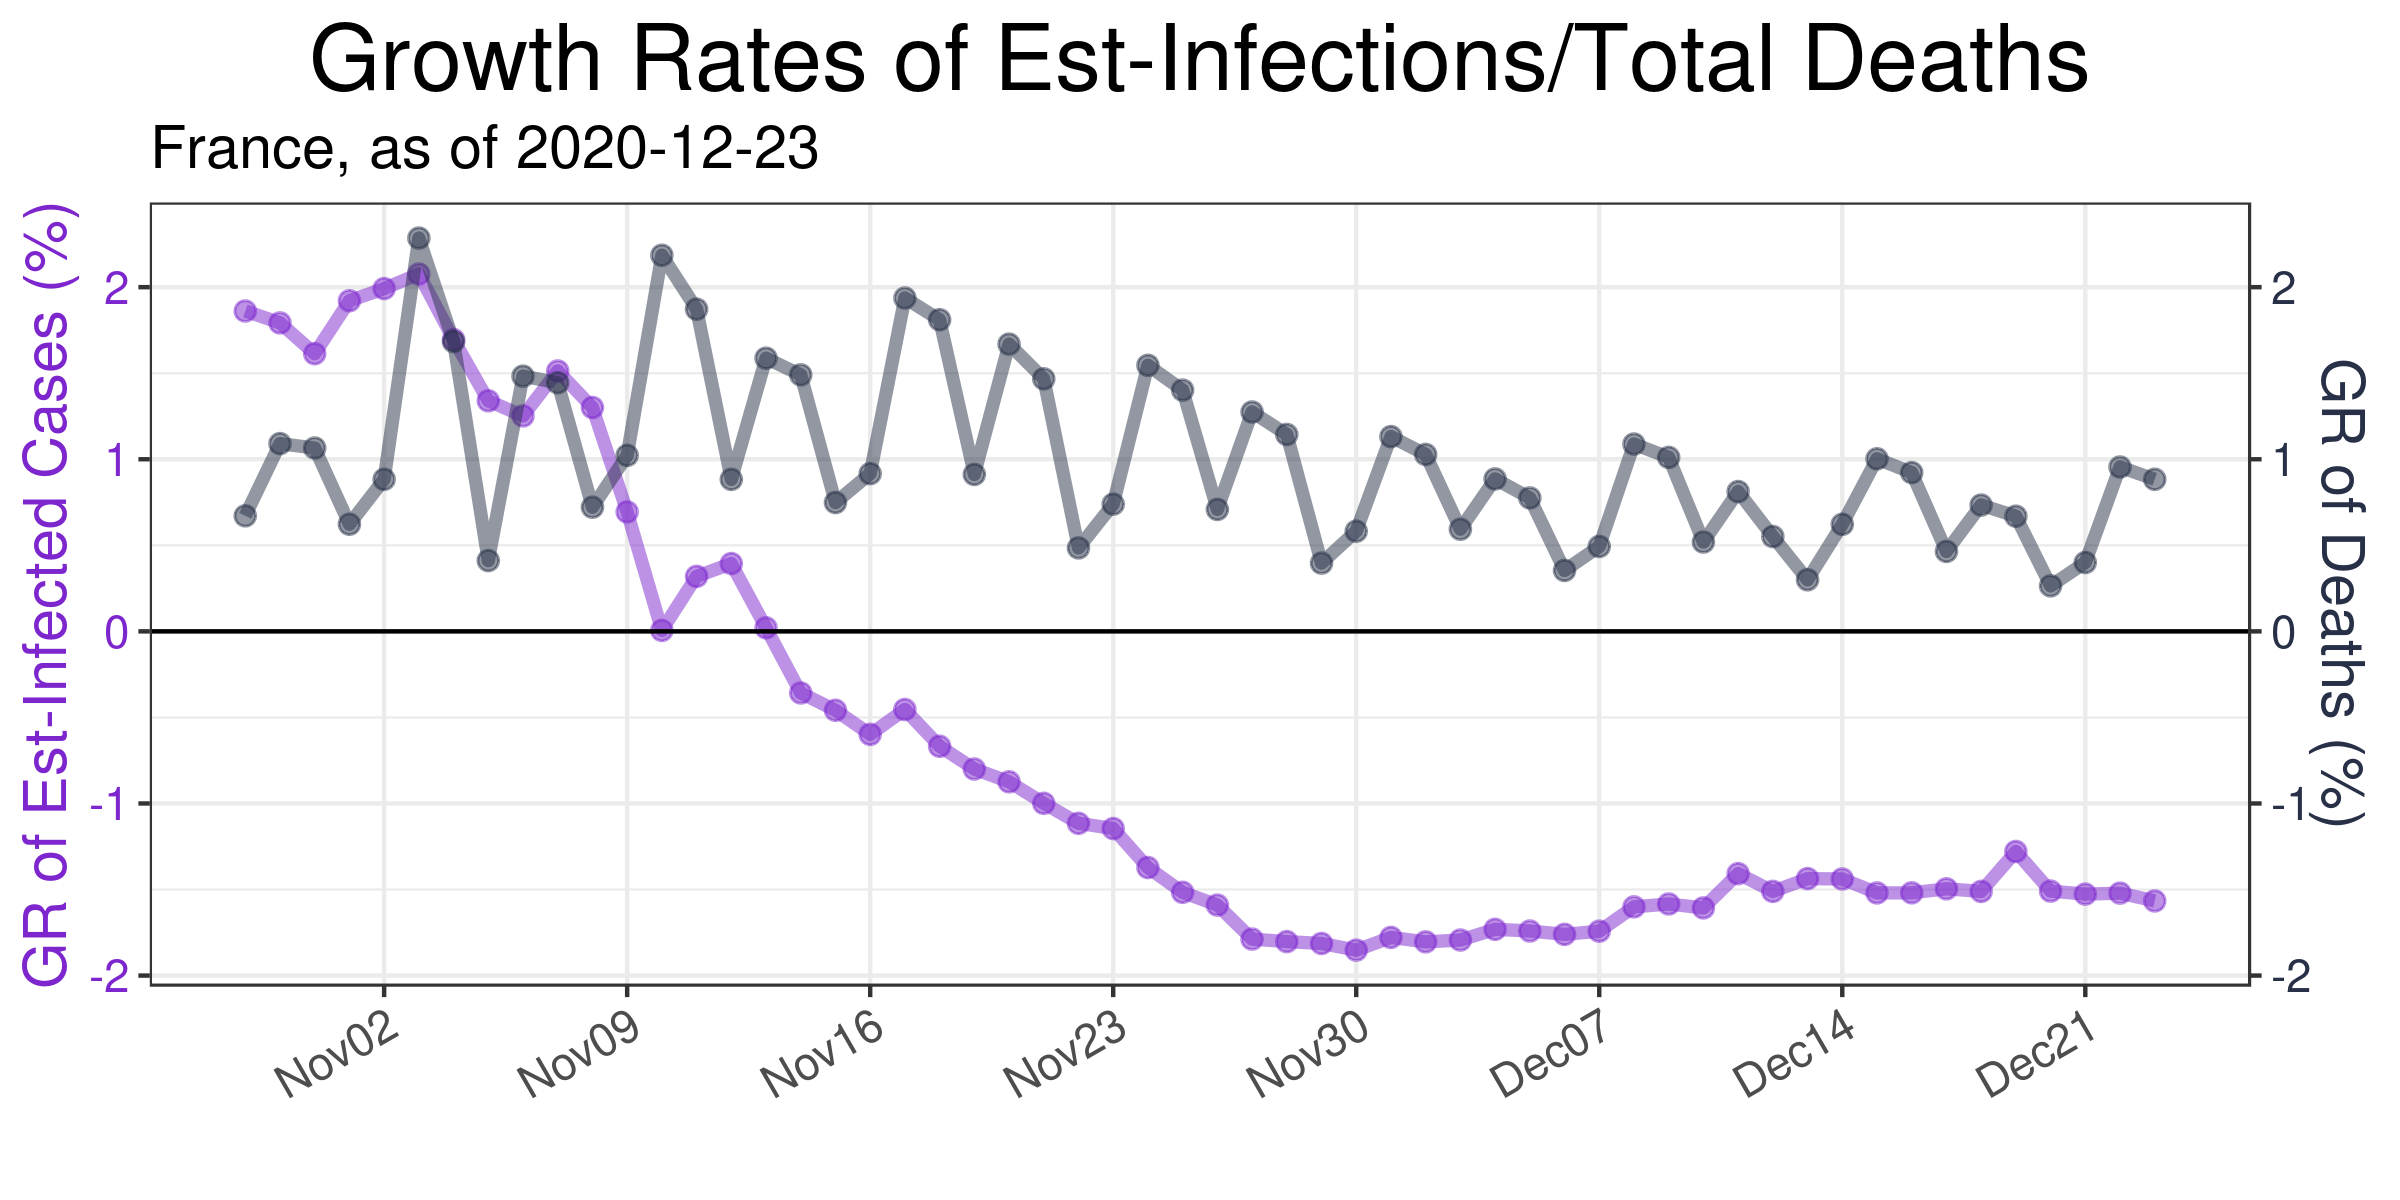 Growth Rates of Est-Infections/Total Deaths
France, as of 2020-12-23
GR of Est-Infected Cases (%)
2
1
0
-1
-2
2
1
0
-1
-2
GR of Deaths (%)
Nov02
Nov09
Nov16
Nov23
Nov30
Dec07
Dec14
Dec21